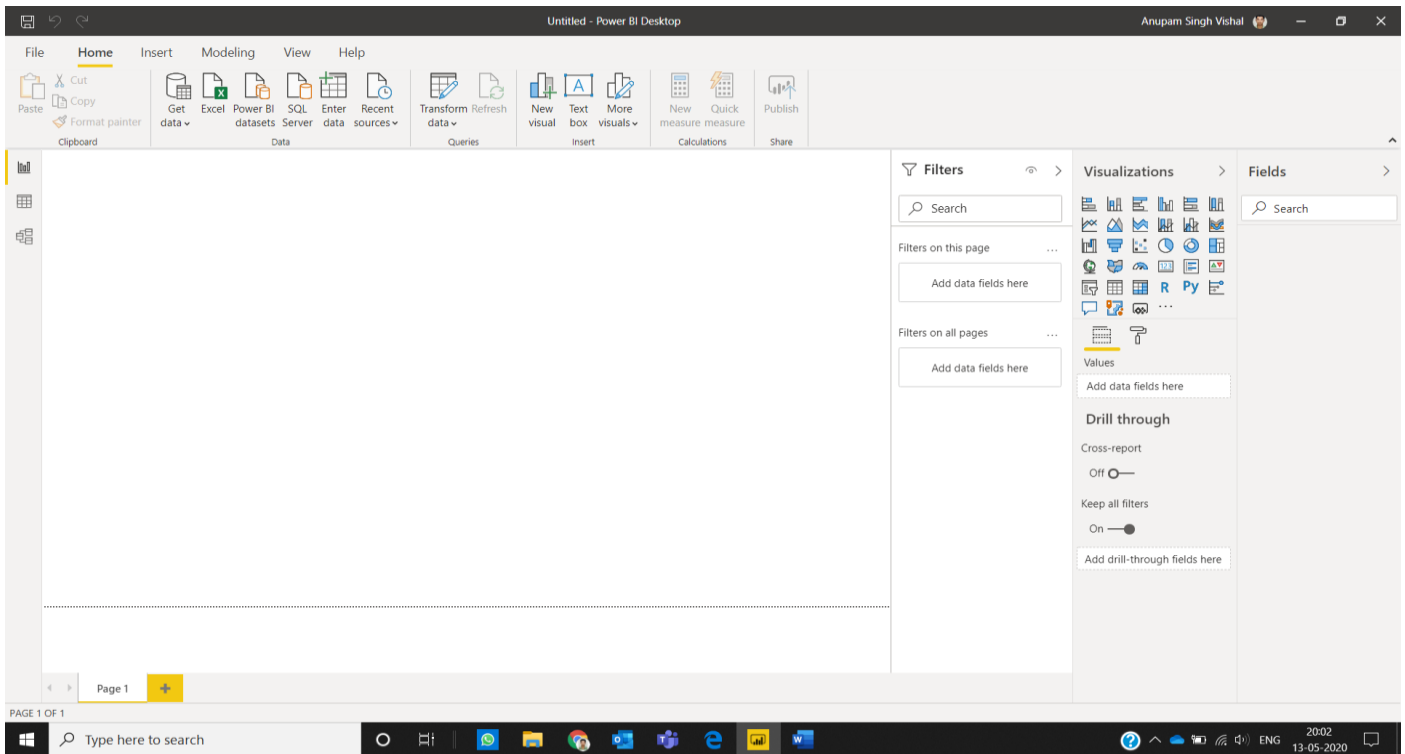 Untitled - Power BI Desktop
Anupam Singh Vishal
File Home Insert Modeling View Help
Paste
Cut
Copy
Format painter
Clipboard
Get data
Excel
Power BI datasets
SQL Server
Enter data
Recent sources
Data
Transform data
Refresh
Queries
New visual
Text box
A
More visuals
Insert
New measure
Quick measure
Calculations
Publish
Share
Filters
Search
Filters on this page
...
Add data fields here
Filters on all pages
...
Add data fields here
Visualizations
123
R Py
...
Values
Add data fields here
Drill through
Cross-report
Off
Keep all filters
On
Add drill-through fields here
Fields
Search
Page 1
+
PAGE 1 OF 1
Type here to search
ENG
20:02
13-05-2020